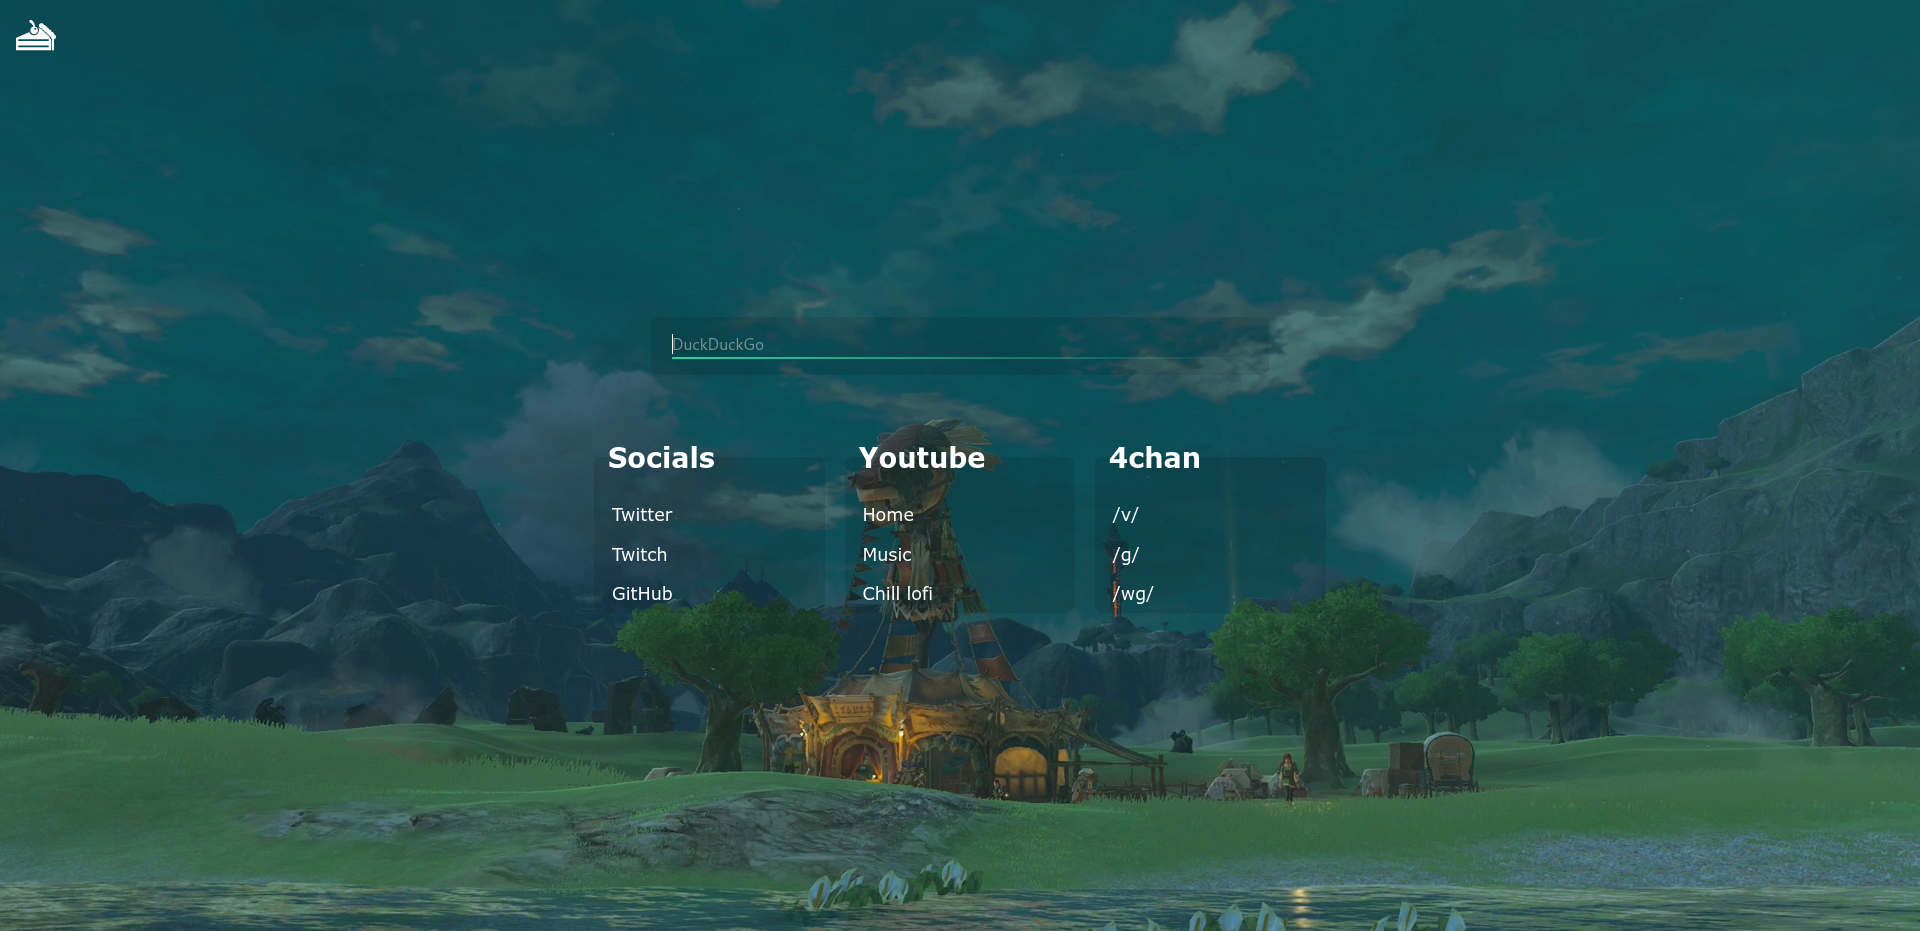 DuckDuckGo
Socials
Twitter
Twitch
GitHub
Youtube
Home
Music
Chill lofi
4chan
/v/
/g/
/wg/